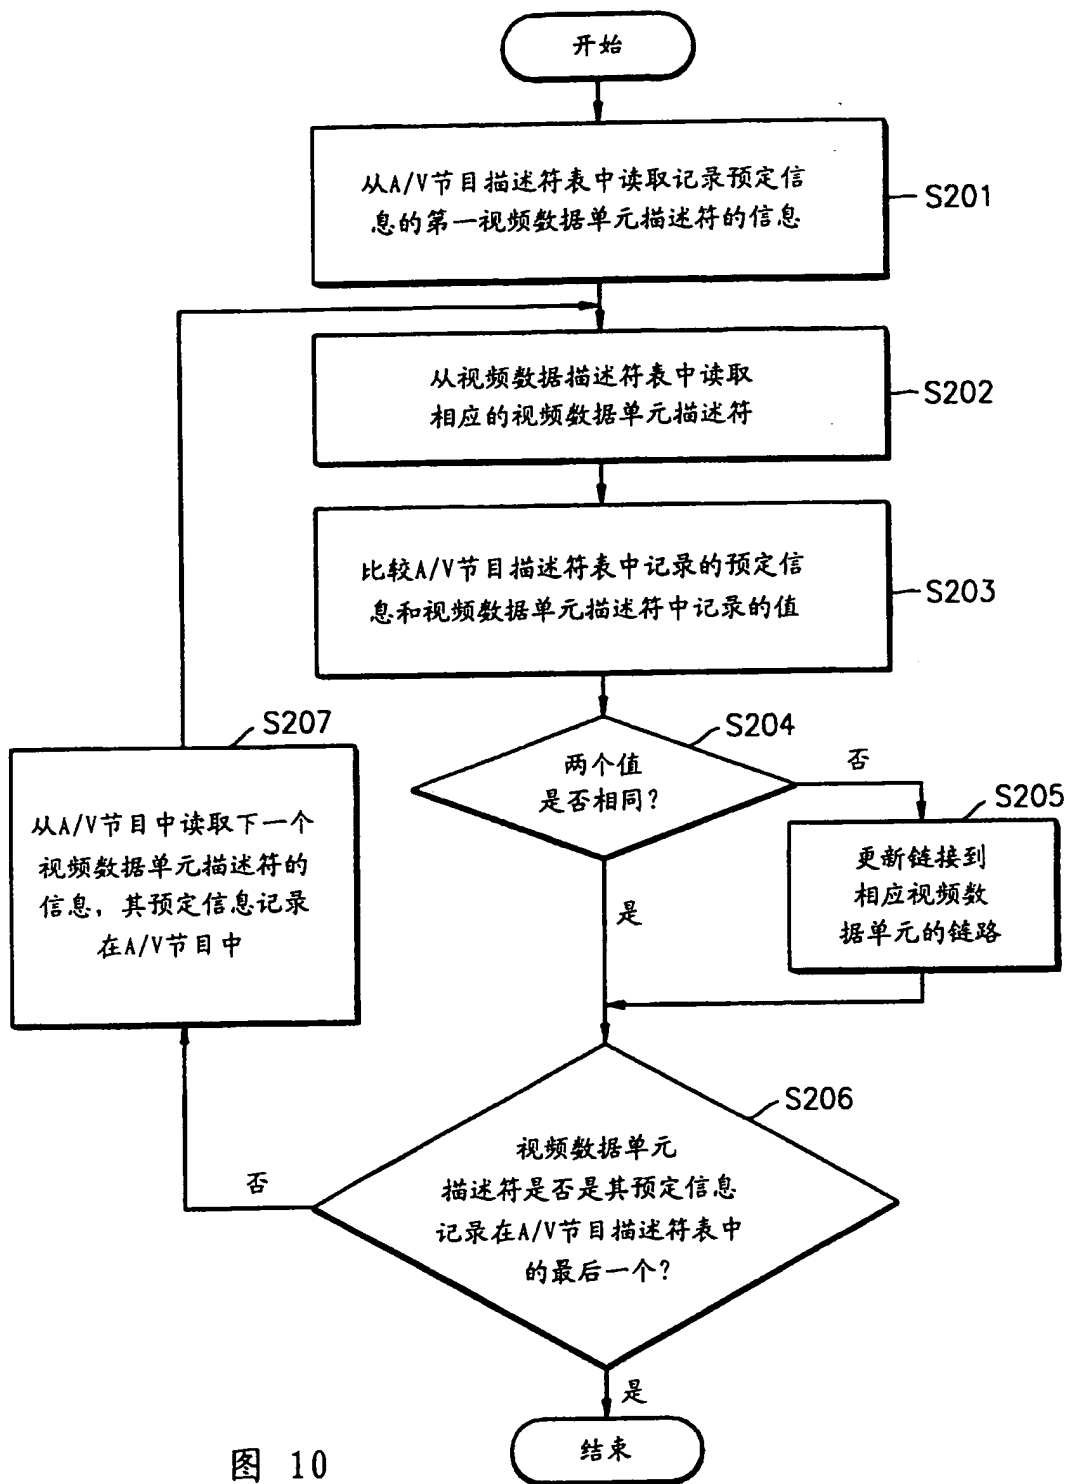 开始
从A/V节目描述符表中读取记录预定信
息的第一视频数据单元描述符的信息
S201
从视频数据描述符表中读取
相应的视频数据单元描述符
S202
比较A/V节目描述符表中记录的预定信
息和视频数据单元描述符中记录的值
S203
两个值
是否相同?
S204
否
是
更新链接到
相应视频数
据单元的链路
S205
S207
从A/V节目中读取下一个
视频数据单元描述符的
信息，其预定信息记录
在A/V节目中
视频数据单元
描述符是否是其预定信息
记录在A/V节目描述符表中
的最后一个?
S206
否
是
结束
图 10